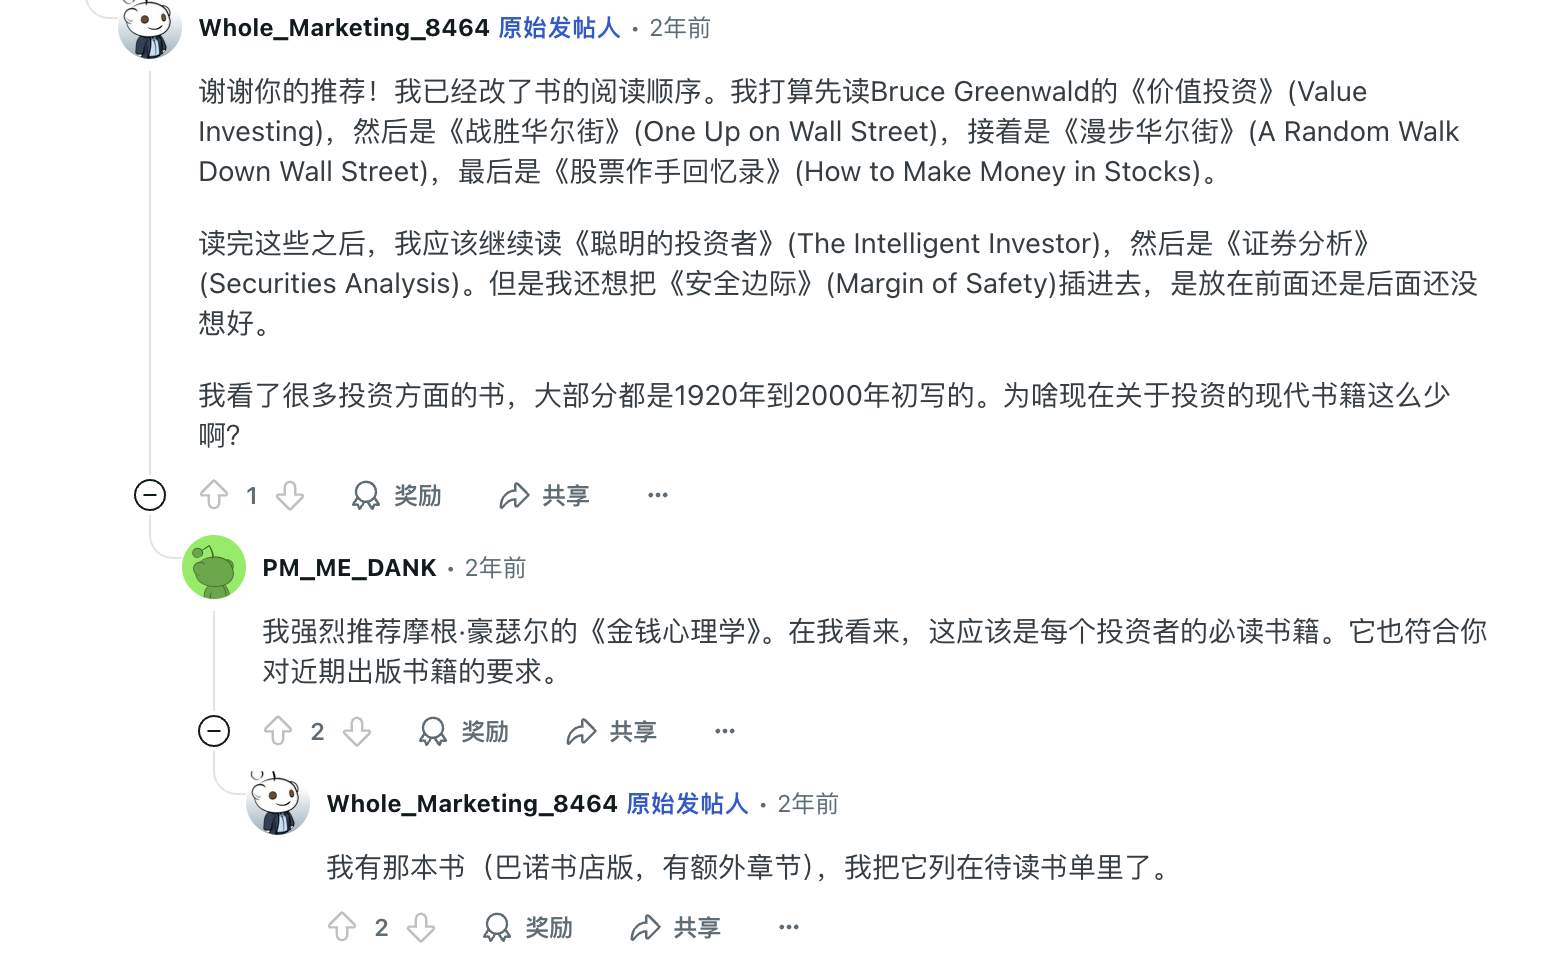 Whole_Marketing_8464 原始发帖人 • 2年前
谢谢你的推荐！我已经改了书的阅读顺序。我打算先读Bruce Greenwald的《价值投资》(Value
Investing)，然后是《战胜华尔街》(One Up on Wall Street)，接着是《漫步华尔街》(A Random Walk
Down Wall Street)，最后是《股票作手回忆录》(How to Make Money in Stocks)。
读完这些之后，我应该继续读《聪明的投资者》(The Intelligent Investor)，然后是《证券分析》
(Securities Analysis)。但是我还想把《安全边际》(Margin of Safety)插进去，是放在前面还是后面还没
想好。
我看了很多投资方面的书，大部分都是1920年到2000年初写的。为啥现在关于投资的现代书籍这么少
啊?
1 奖励 共享 ···
PM_ME_DANK • 2年前
我强烈推荐摩根·豪瑟尔的《金钱心理学》。在我看来，这应该是每个投资者的必读书籍。它也符合你
对近期出版书籍的要求。
2 奖励 共享 ···
Whole_Marketing_8464 原始发帖人 • 2年前
我有那本书（巴诺书店版，有额外章节），我把它列在待读书单里了。
2 奖励 共享 ···